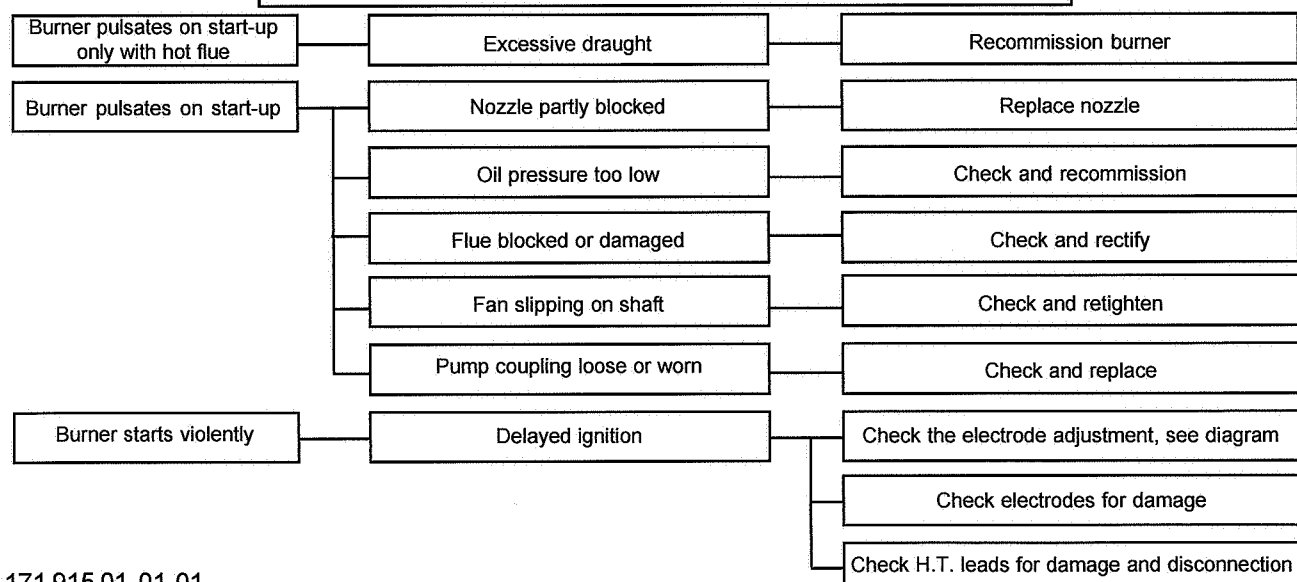 Burner pulsates on start-up
only with hot flue
Excessive draught
Recommission burner
Burner pulsates on start-up
Nozzle partly blocked
Replace nozzle
Oil pressure too low
Check and recommission
Flue blocked or damaged
Check and rectify
Fan slipping on shaft
Check and retighten
Pump coupling loose or worn
Check and replace
Burner starts violently
Delayed ignition
Check the electrode adjustment, see diagram
Check electrodes for damage
Check H.T. leads for damage and disconnection
171 915 01-01-01